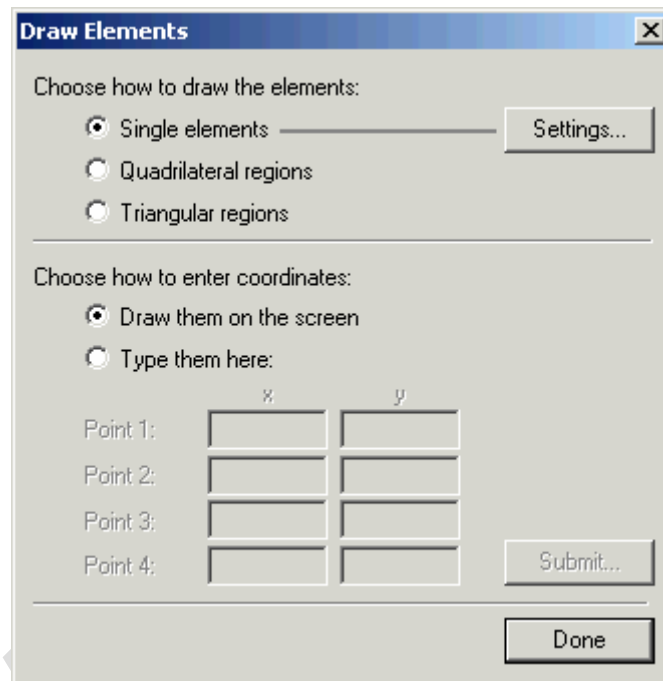 Draw Elements
Choose how to draw the elements:
Single elements Settings...
Quadrilateral regions
Triangular regions
Choose how to enter coordinates:
Draw them on the screen
Type them here:
x y
Point 1:
Point 2:
Point 3:
Point 4: Submit...
Done